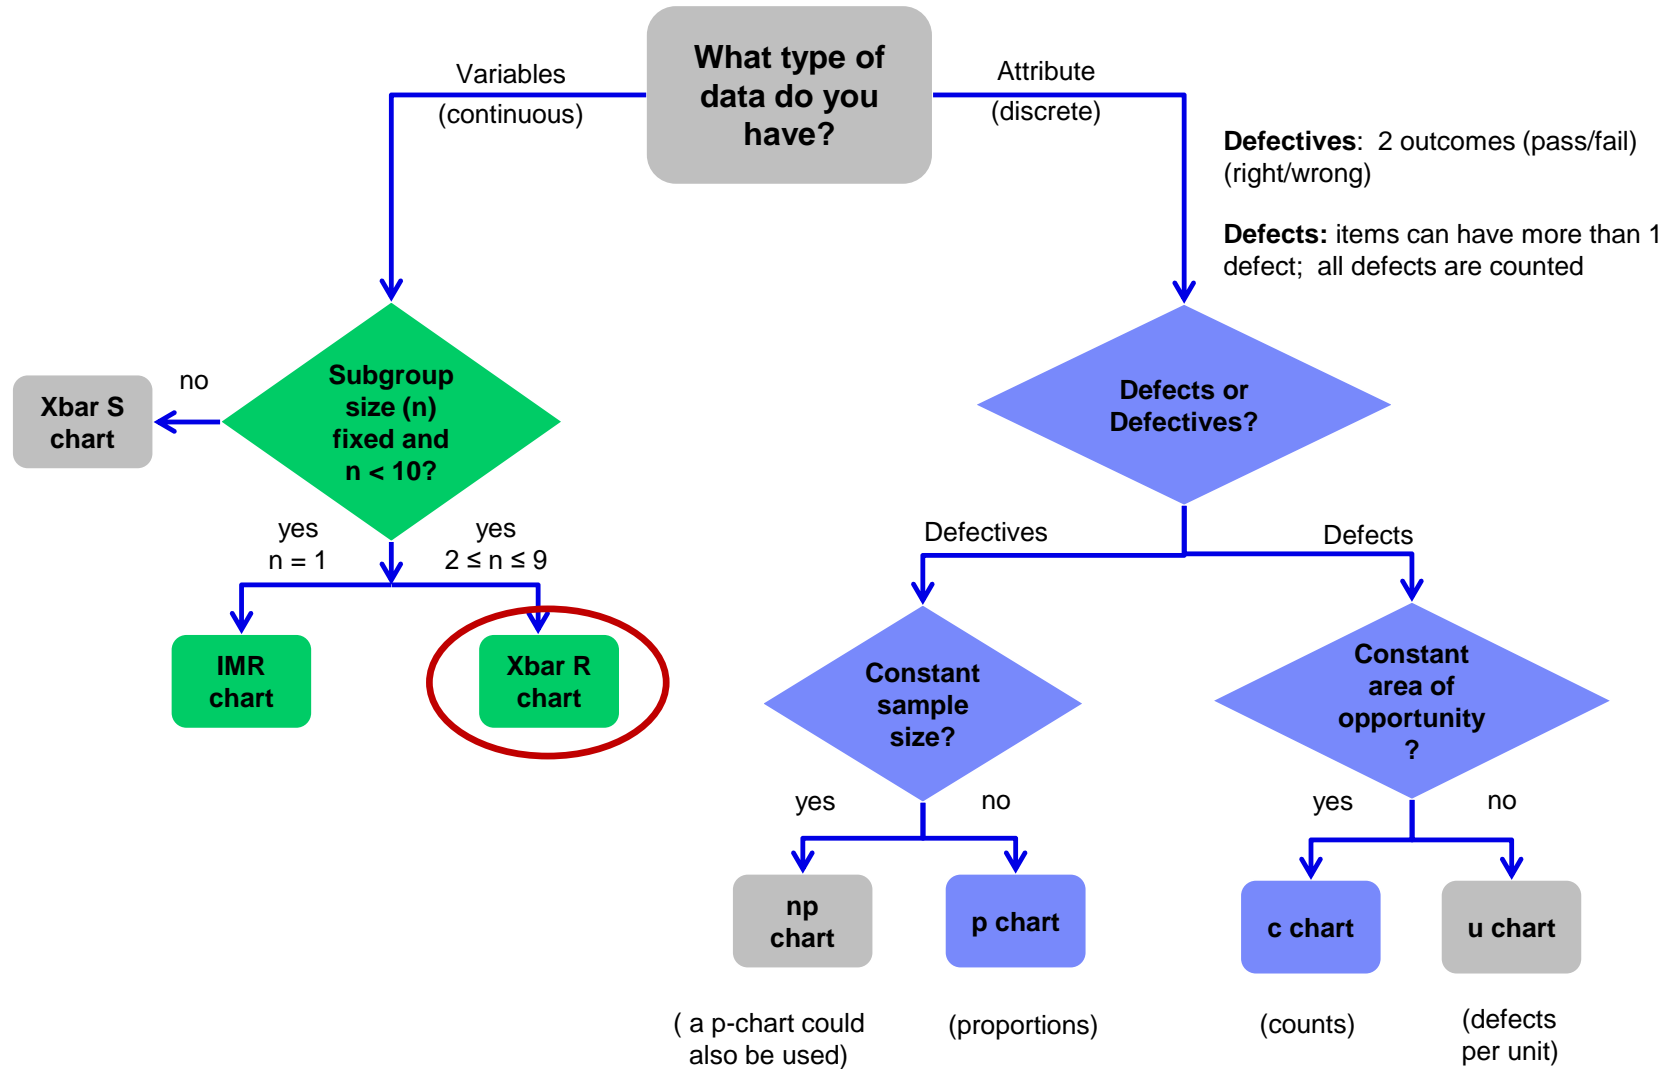 What type of
data do you
have?
Variables
(continuous)
Attribute
(discrete)
Defectives:  2 outcomes (pass/fail)
(right/wrong)
Defects: items can have more than 1
defect;  all defects are counted
Subgroup
size (n)
fixed and
n < 10?
no
Xbar S
chart
yes
n = 1
yes
2 ≤ n ≤ 9
IMR
chart
Xbar R
chart
Defects or
Defectives?
Defectives
Defects
Constant
sample
size?
Constant
area of
opportunity
?
yes
no
yes
no
np
chart
p chart
c chart
u chart
( a p-chart could
also be used)
(proportions)
(counts)
(defects
per unit)